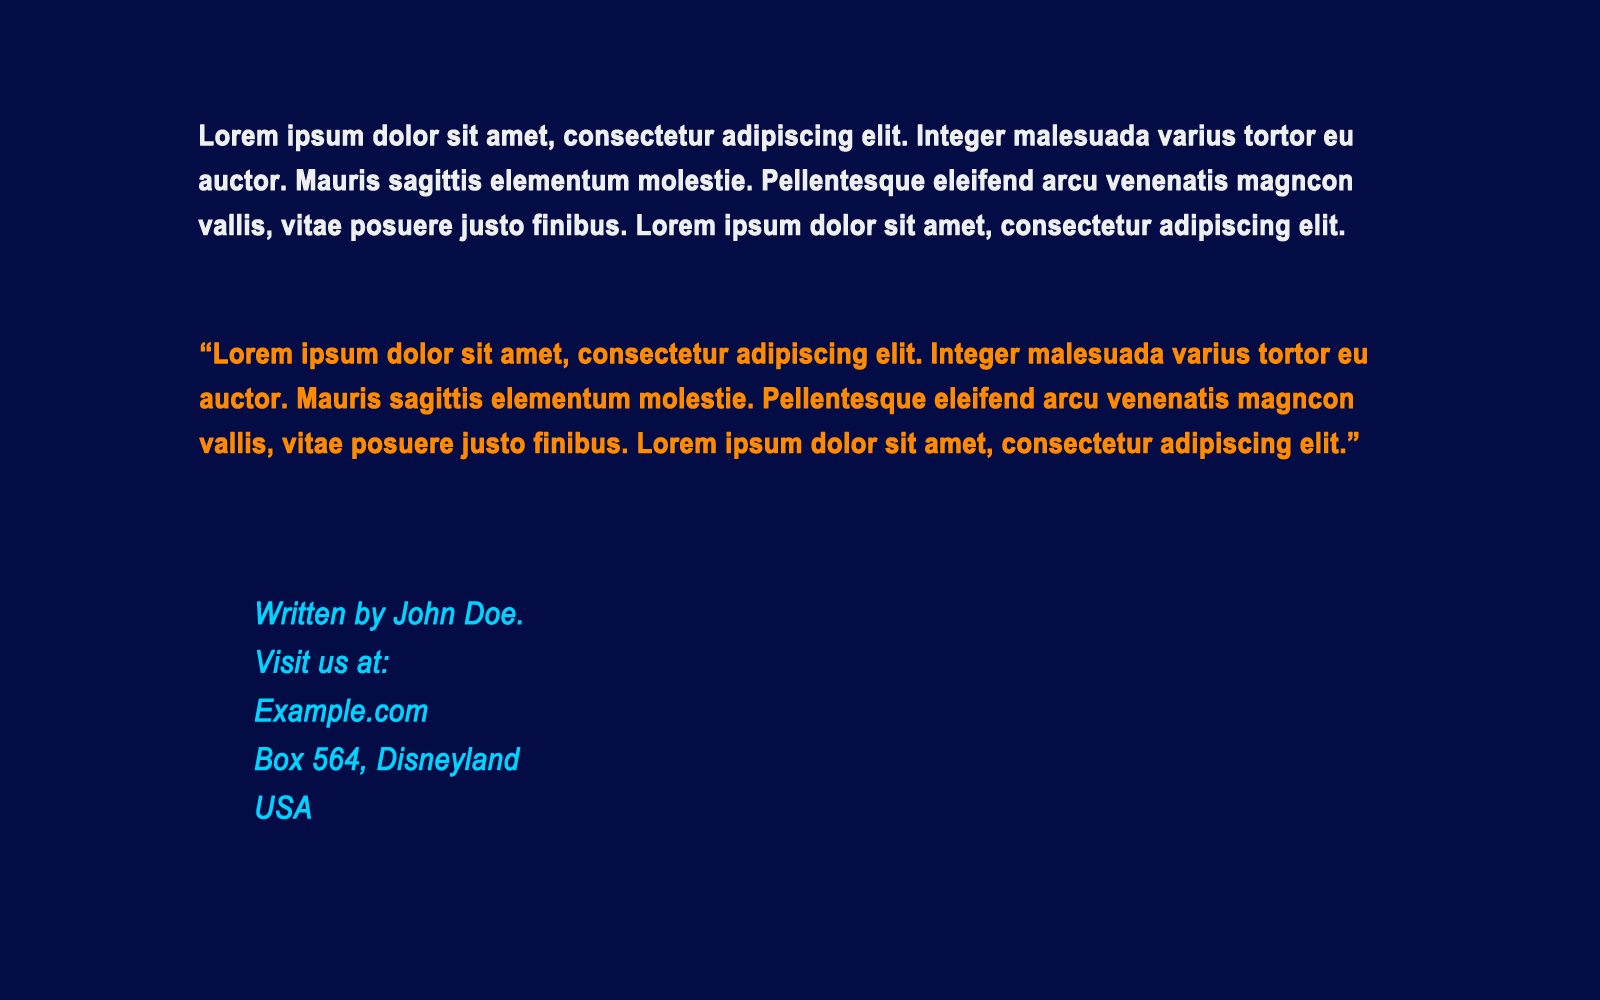 Lorem ipsum dolor sit amet, consectetur adipiscing elit. Integer malesuada varius tortor eu
auctor. Mauris sagittis elementum molestie. Pellentesque eleifend arcu venenatis magncon
vallis, vitae posuere justo finibus. Lorem ipsum dolor sit amet, consectetur adipiscing elit.
“Lorem ipsum dolor sit amet, consectetur adipiscing elit. Integer malesuada varius tortor eu
auctor. Mauris sagittis elementum molestie. Pellentesque eleifend arcu venenatis magncon
vallis, vitae posuere justo finibus. Lorem ipsum dolor sit amet, consectetur adipiscing elit.”
Written by John Doe.
Visit us at:
Example.com
Box 564, Disneyland
USA